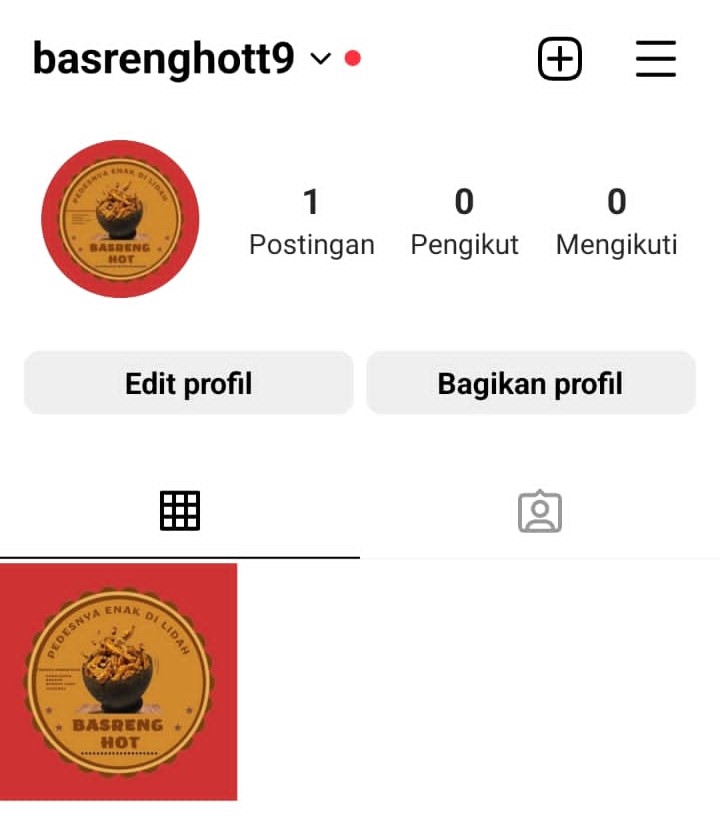 basrenghott9
PEDESNYA ENAK DI LIDAH
BASRENG
HOT
1
Postingan
0
Pengikut
0
Mengikuti
Edit profil
Bagikan profil
PEDESNYA ENAK DI LIDAH
BASRENG
HOT